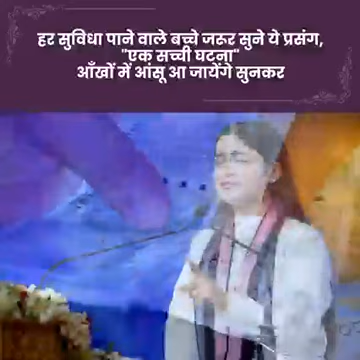 हर सुविधा पाने वाले बच्चे जरूर सुने ये प्रसंग,
"एक सच्ची घटना"
आँखों में आंसू आ जायेंगे सुनकर